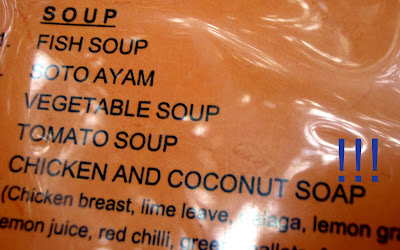 SOUP
FISH SOUP
SOTO AYAM
VEGETABLE SOUP
TOMATO SOUP
CHICKEN AND COCONUT SOAP !!!
(Chicken breast, lime leave, lemon
lemon juice, red chilli,